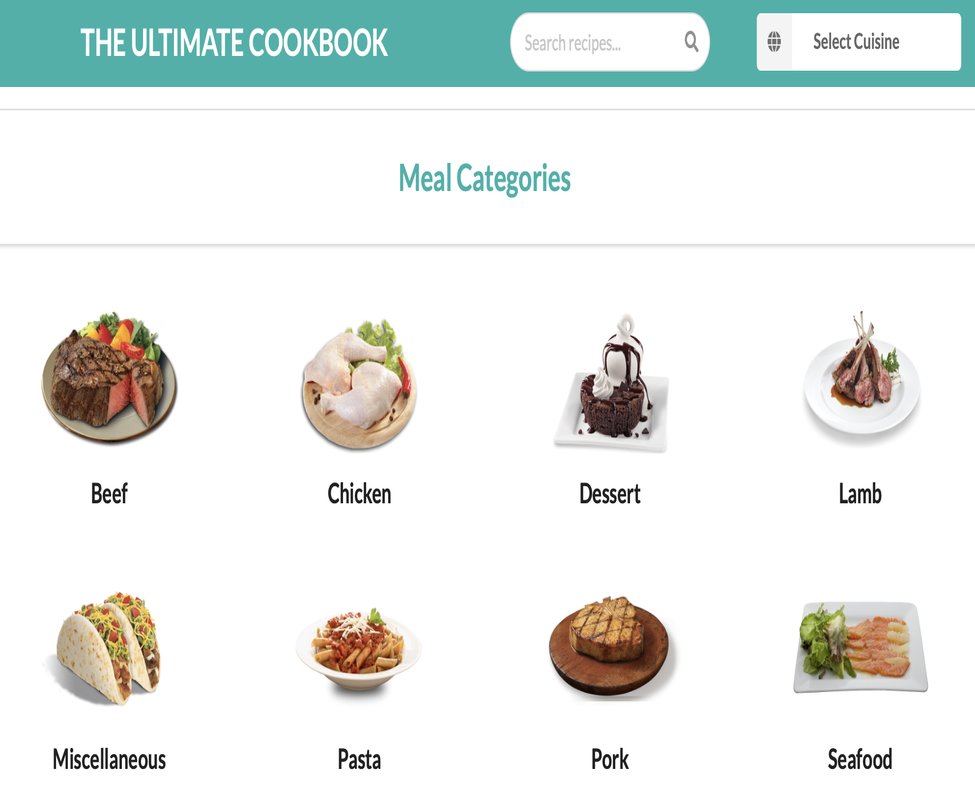 THE ULTIMATE COOKBOOK
Search recipes...
Select Cuisine
Meal Categories
Beef
Chicken
Dessert
Lamb
Miscellaneous
Pasta
Pork
Seafood